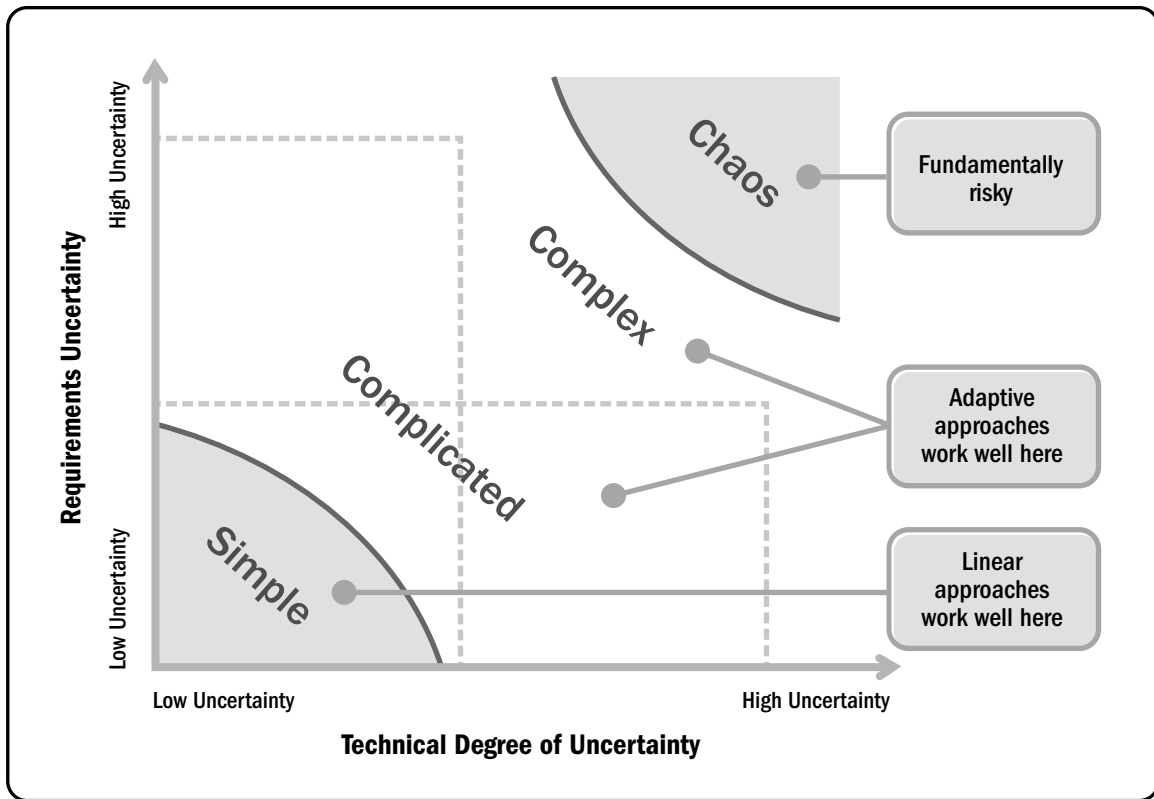 High Uncertainty
Requirements Uncertainty
Low Uncertainty
Chaos
Complex
Complicated
Simple
Fundamentally
risky
Adaptive
approaches
work well here
Linear
approaches
work well here
Low Uncertainty
High Uncertainty
Technical Degree of Uncertainty